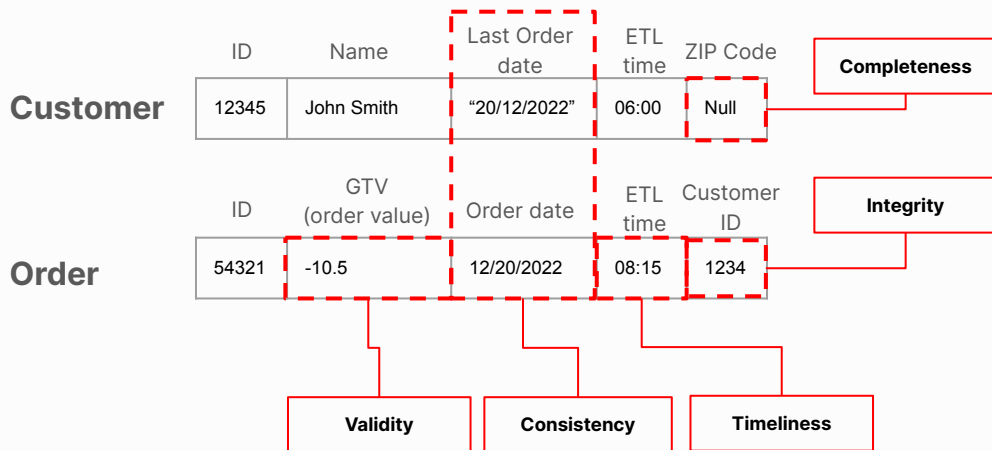 ID Name Last Order date ETL time ZIP Code
Completeness
Customer 12345 John Smith “20/12/2022” 06:00 Null
ID GTV (order value) Order date ETL time Customer ID
Integrity
Order 54321 -10.5 12/20/2022 08:15 1234
Validity Consistency Timeliness